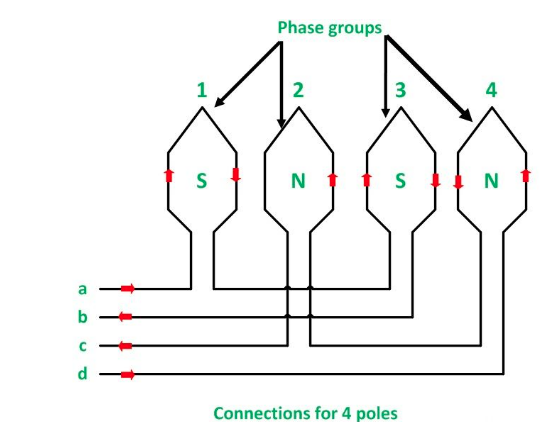 Phase groups
1 2 3 4
S N S N
a
b
c
d
Connections for 4 poles